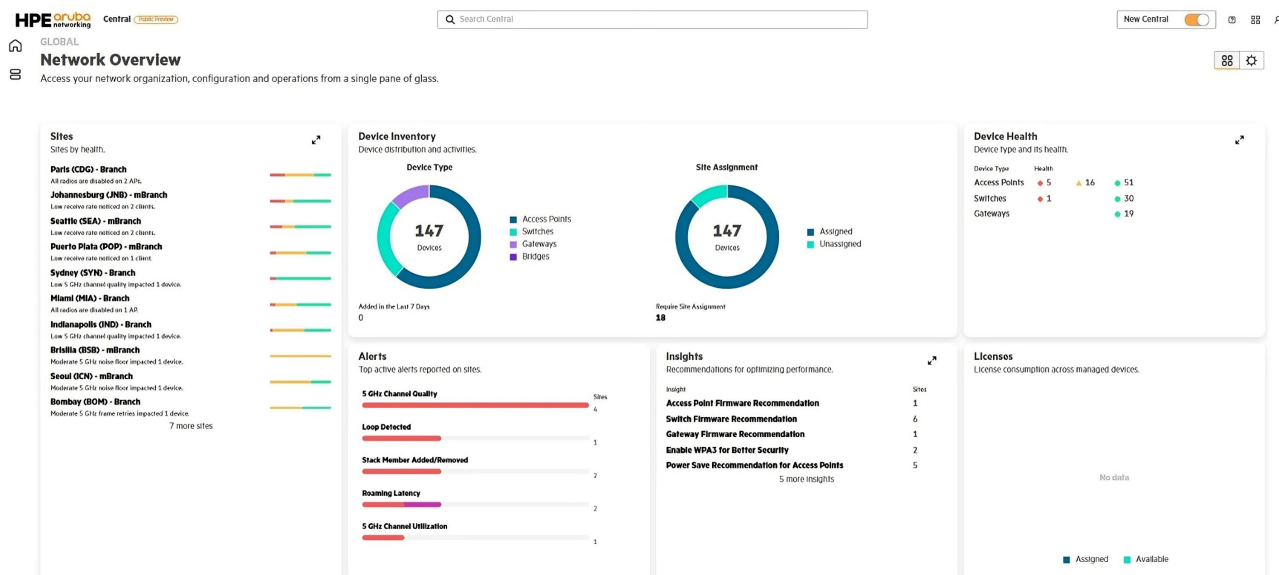 HPE aruba networking
Central Public Preview
Search Central
New Central
GLOBAL
Network Overview
Access your network organization, configuration and operations from a single pane of glass.
Sites
Sites by health.
Paris (CDG) - Branch
All radios are disabled on 2 APs.
Johannesburg (JNB) - mBranch
Low receive rate noticed on 2 clients.
Seattle (SEA) - mBranch
Low receive rate noticed on 2 clients.
Puerto Plata (POP) - mBranch
Low receive rate noticed on 1 client.
Sydney (SYN) - Branch
Low 5 GHz channel quality impacted 1 device.
Miami (MIA) - Branch
All radios are disabled on 1 AP.
Indianapolis (IND) - Branch
Low 5 GHz channel quality impacted 1 device.
Brisilia (BSB) - mBranch
Moderate 5 GHz noise floor impacted 1 device.
Seoul (ICN) - mBranch
Moderate 5 GHz noise floor impacted 1 device.
Bombay (BOM) - mBranch
Moderate 5 GHz frame retries impacted 1 device.
7 more sites
Device Inventory
Device distribution and activities.
Device Type
147
Devices
Access Points
Switches
Gateways
Bridges
Added in the Last 7 Days
0
Site Assignment
147
Devices
Assigned
Unassigned
Require Site Assignment
18
Device Health
Device type and its health.
Device Type Health
Access Points 5 16 51
Switches 1 30
Gateways 19
Alerts
Top active alerts reported on sites.
Sites
5 GHz Channel Quality
4
Loop Detected
1
Stack Member Added/Removed
2
Roaming Latency
2
5 GHz Channel Utilization
1
Insights
Recommendations for optimizing performance.
Insight Sites
Access Point Firmware Recommendation 1
Switch Firmware Recommendation 6
Gateway Firmware Recommendation 1
Enable WPA3 for Better Security 2
Power Save Recommendation for Access Points 5
5 more insights
Licenses
License consumption across managed devices.
No data
Assigned Available